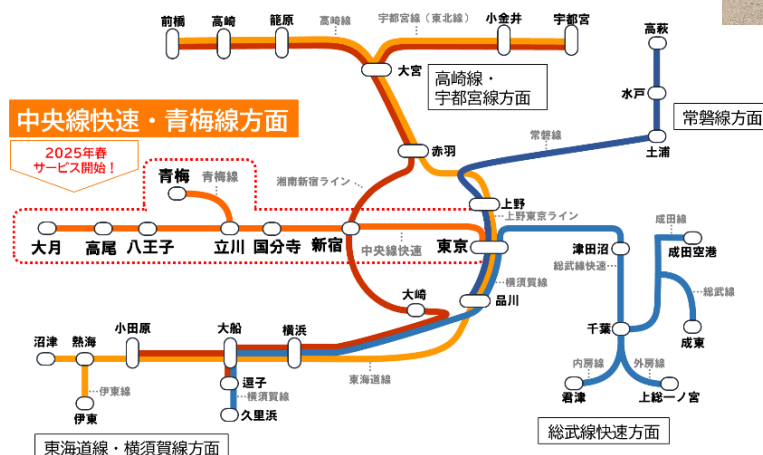 前橋
高崎
籠原
高崎線
宇都宮線（東北線）
小金井
宇都宮
大宮
高崎線・
宇都宮線方面
高萩
水戸
土浦
常磐線方面
常磐線
中央線快速・青梅線方面
2025年春
サービス開始！
赤羽
湘南新宿ライン
青梅
青梅線
上野
上野東京ライン
大月
高尾
八王子
立川
国分寺
新宿
中央線快速
東京
津田沼
総武線快速
成田線
成田空港
横須賀線
総武線
大崎
品川
千葉
成東
沼津
熱海
小田原
大船
横浜
伊東線
伊東
逗子
横須賀線
久里浜
東海道線
内房線
外房線
君津
上総一ノ宮
東海道線・横須賀線方面
総武線快速方面